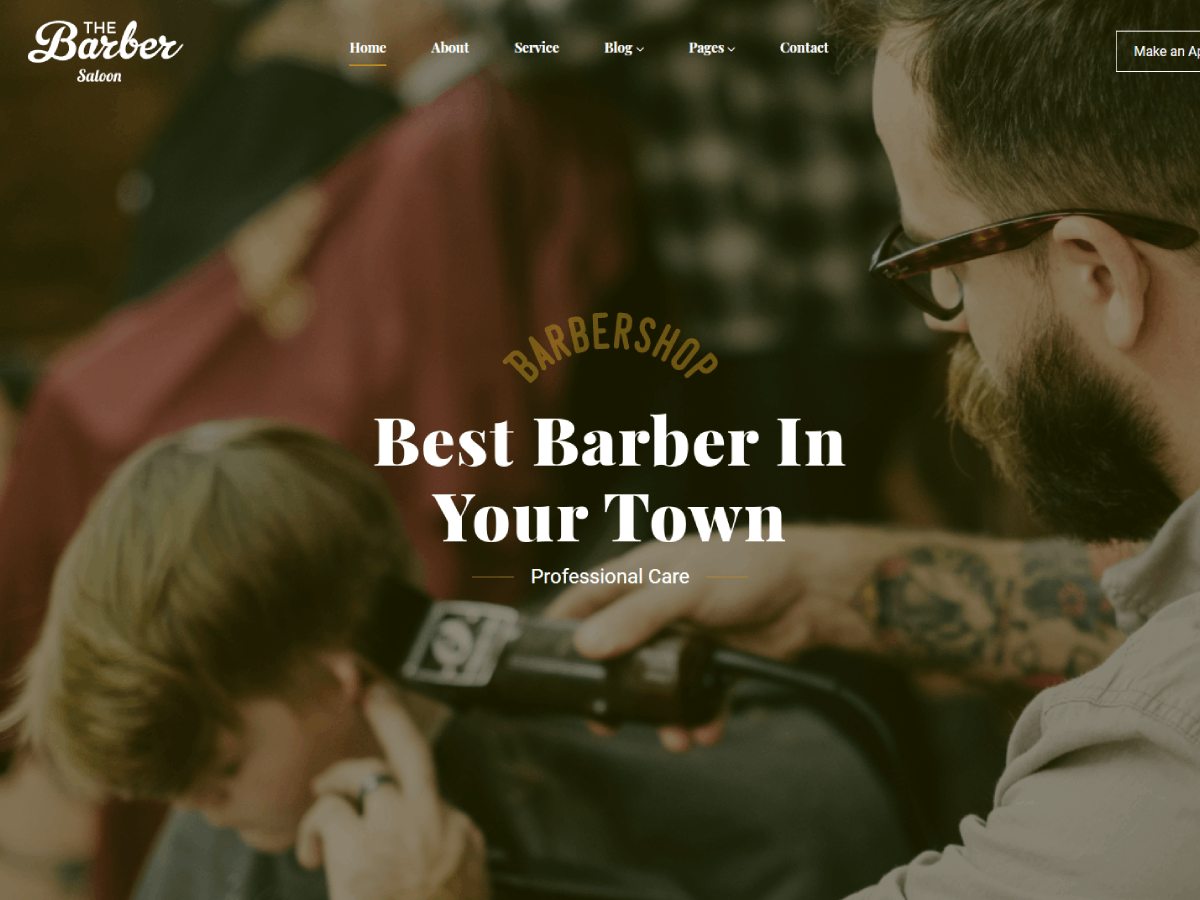 THE
Barber
Saloon
Home About Service Blog Pages Contact
Make an Ap
BARBERSHOP
Best Barber In
Your Town
Professional Care